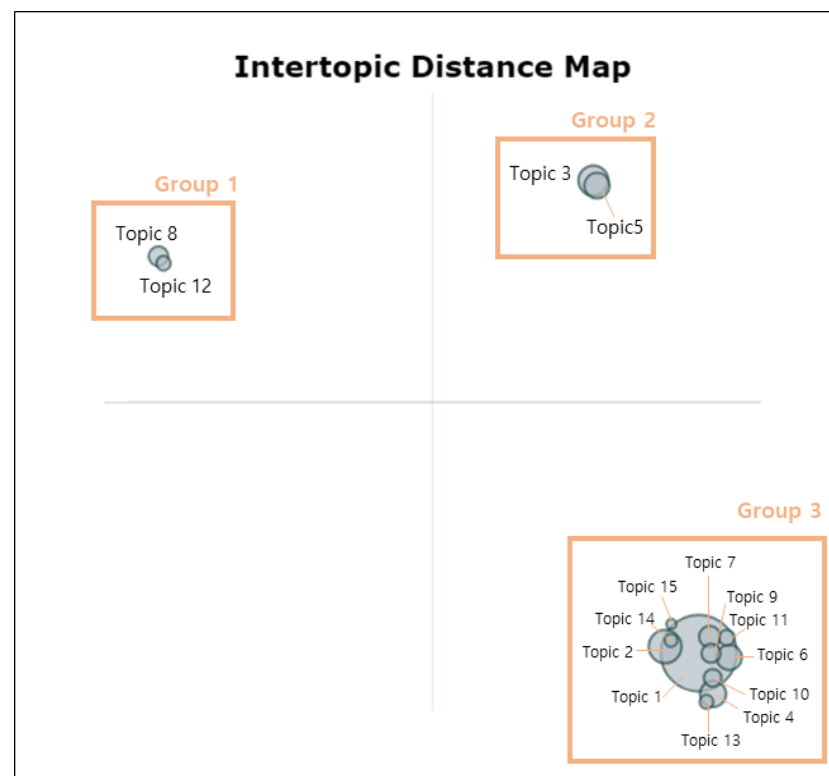 Intertopic Distance Map
Group 2
Topic 3
Topic5
Group 1
Topic 8
Topic 12
Group 3
Topic 7
Topic 15
Topic 9
Topic 14
Topic 11
Topic 2
Topic 6
Topic 1
Topic 10
Topic 4
Topic 13